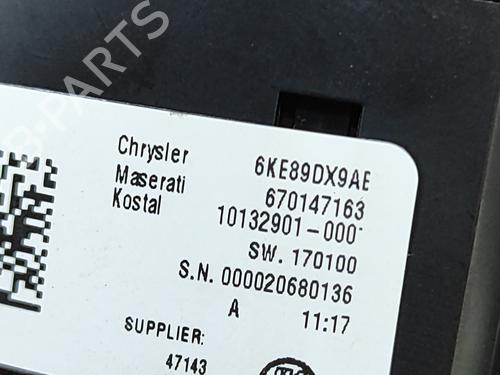 Chrysler 6KE89DX9AE
Maserati 670147163
Kostal 10132901-000
SW. 170100
S.N. 000020680136
A 11:17
SUPPLIER:
47143
B-PARTS